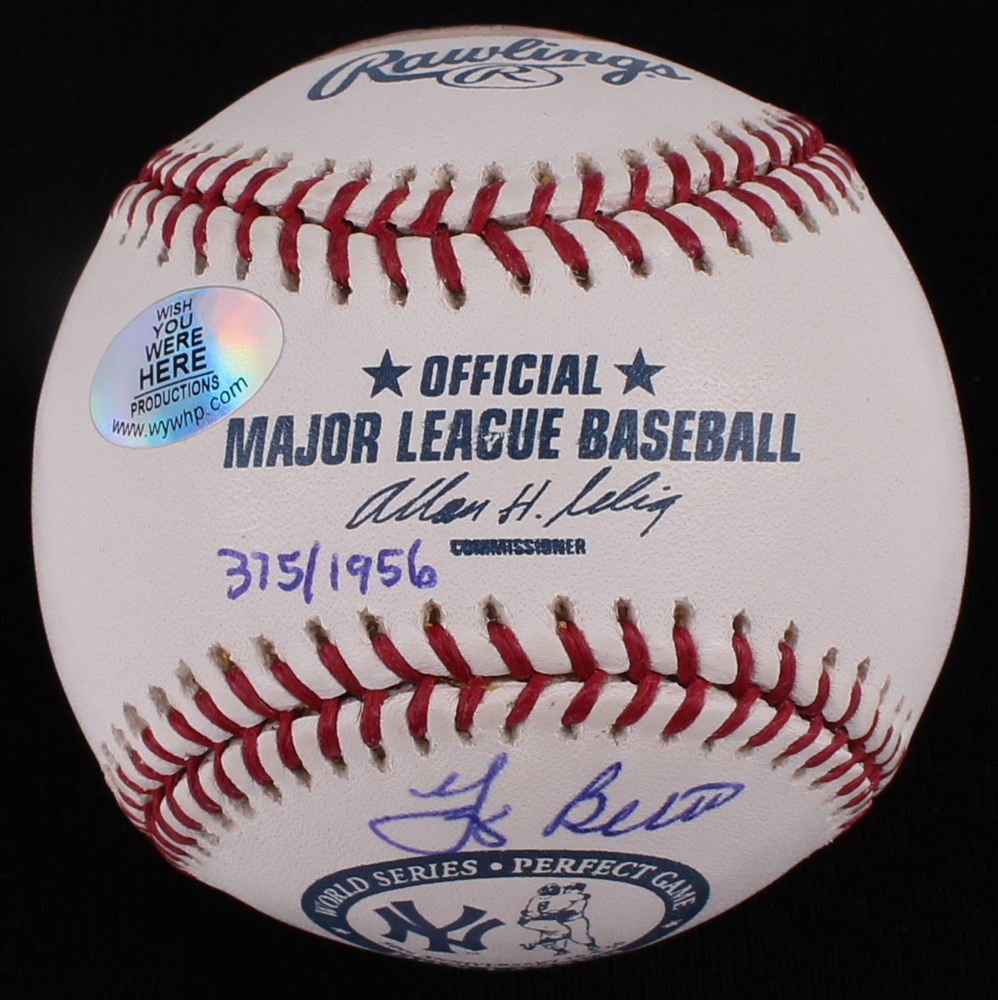 Rawlings
R
WISH
YOU
WERE
HERE
PRODUCTIONS
www.wywhp.com
★ OFFICIAL ★
MAJOR LEAGUE BASEBALL
Allan H. Selig
COMMISSIONER
375/1956
Yogi Berra
WORLD SERIES • PERFECT GAME
NY